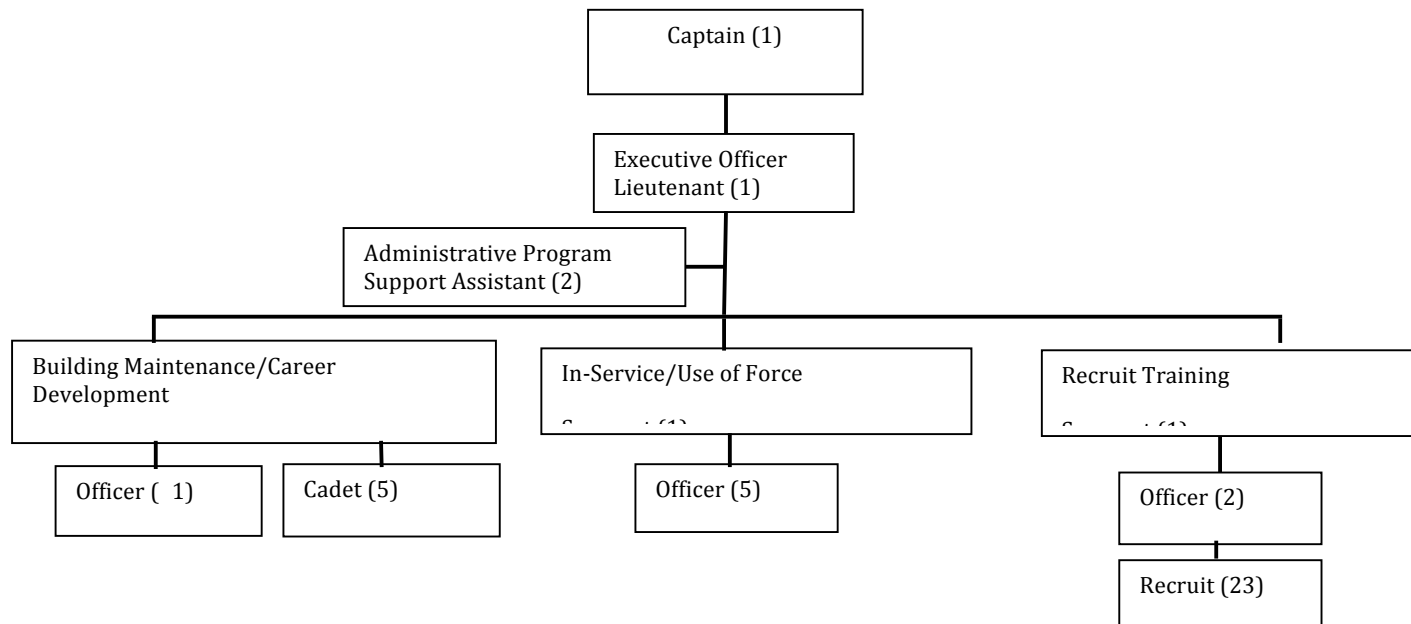 Captain (1)
Executive Officer
Lieutenant (1)
Administrative Program
Support Assistant (2)
Building Maintenance/Career
Development
In-Service/Use of Force
Recruit Training
Officer (  1)
Cadet (5)
Officer (5)
Officer (2)
Recruit (23)